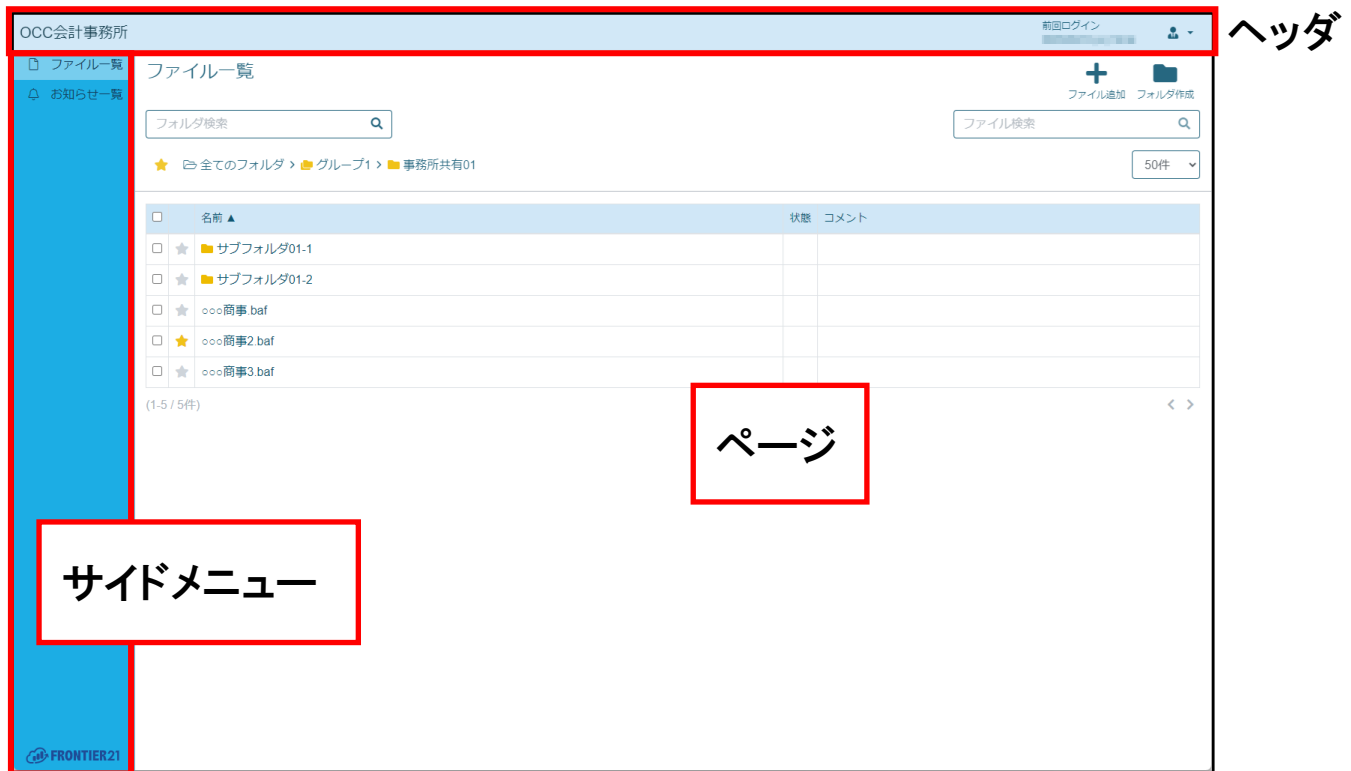 OCC会計事務所
前回ログイン
ヘッダ
ファイル一覧
お知らせ一覧
ファイル一覧
ファイル追加 フォルダ作成
フォルダ検索
ファイル検索
全てのフォルダ > グループ1 > 事務所共有01
50件
名前▲ 状態 コメント
サブフォルダ01-1
サブフォルダ01-2
○○○商事.baf
○○○商事2.baf
○○○商事3.baf
(1-5 / 5件) < >
ページ
サイドメニュー
FRONTIER21